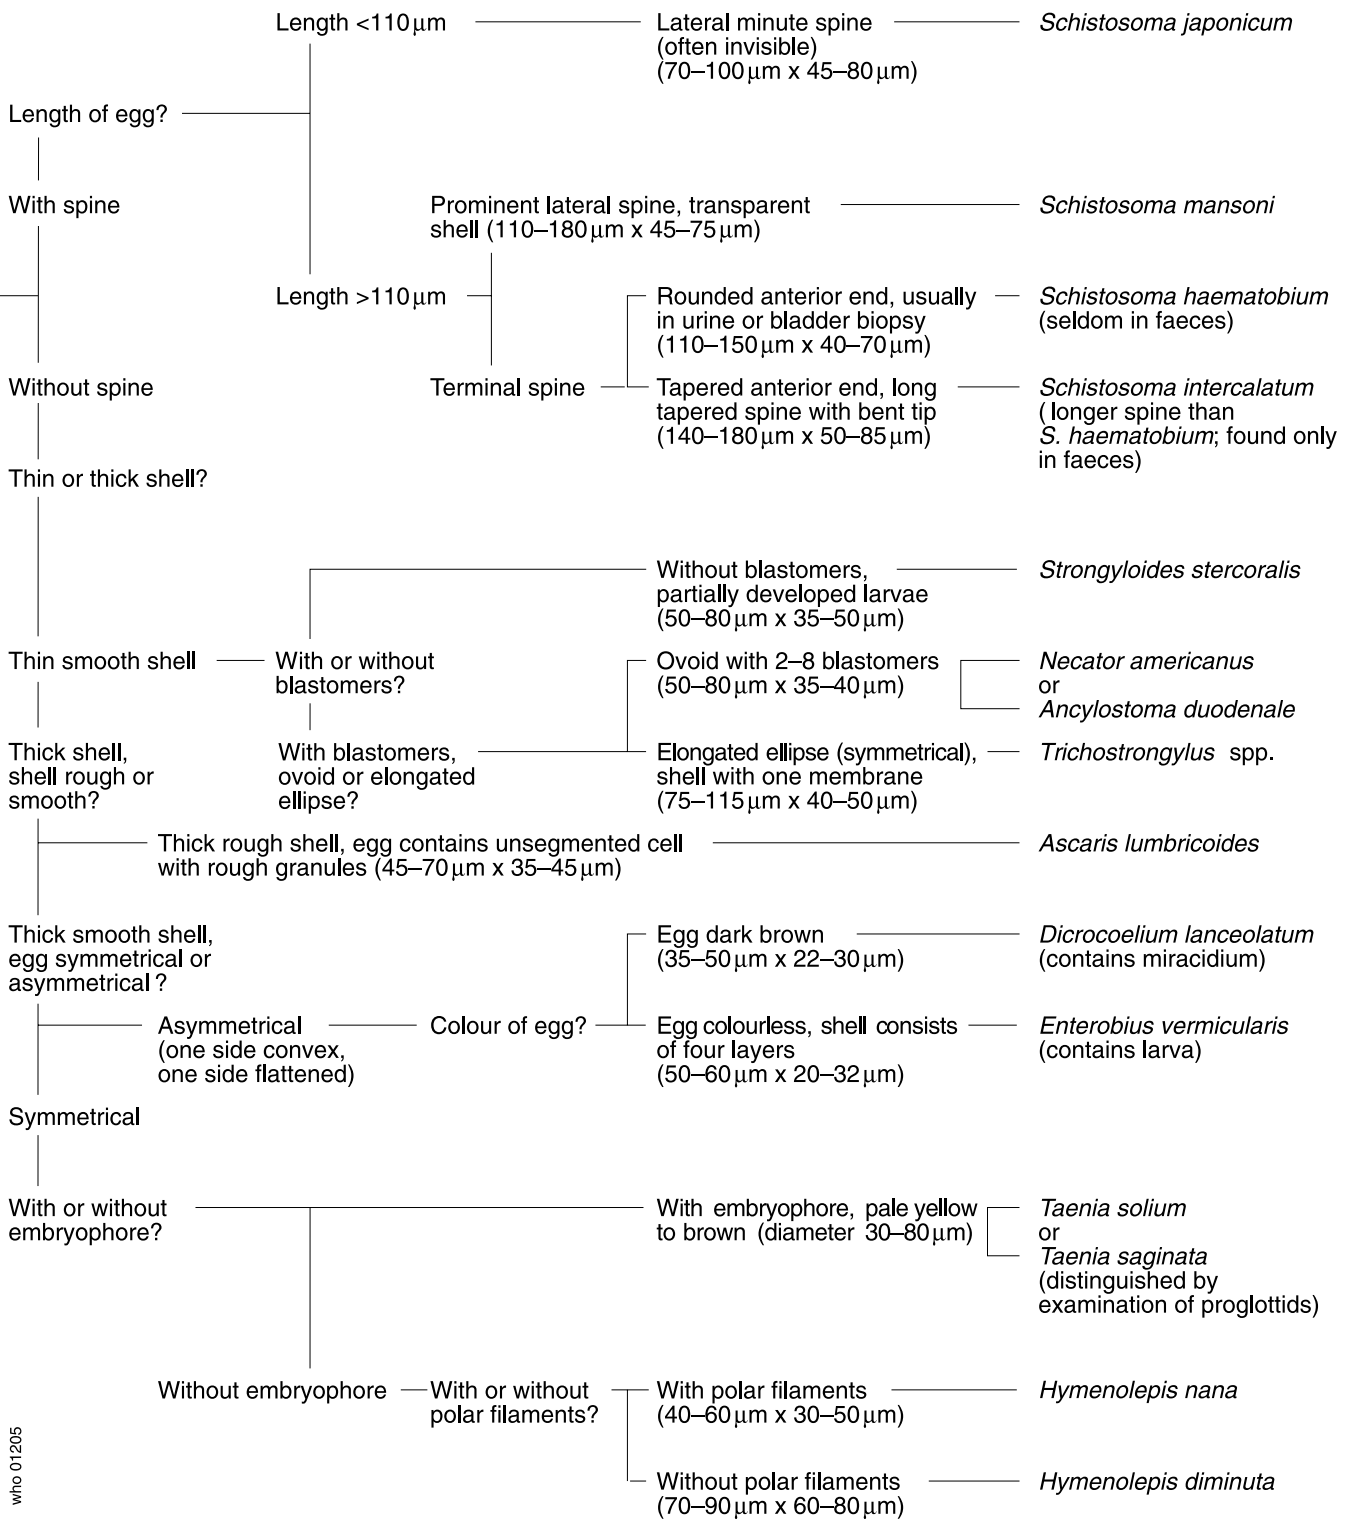 Length <110 µm
Lateral minute spine
(often invisible)
(70–100 µm x 45–80 µm)
Schistosoma japonicum
Length of egg?
With spine
Prominent lateral spine, transparent
shell (110–180 µm x 45–75 µm)
Schistosoma mansoni
Length >110 µm
Rounded anterior end, usually
in urine or bladder biopsy
(110–150 µm x 40–70 µm)
Schistosoma haematobium
(seldom in faeces)
Without spine
Terminal spine
Tapered anterior end, long
tapered spine with bent tip
(140–180 µm x 50–85 µm)
Schistosoma intercalatum
( longer spine than
S. haematobium; found only
in faeces)
Thin or thick shell?
Without blastomers,
partially developed larvae
(50–80 µm x 35–50 µm)
Strongyloides stercoralis
Thin smooth shell
With or without
blastomers?
Ovoid with 2–8 blastomers
(50–80 µm x 35–40 µm)
Necator americanus
or
Ancylostoma duodenale
Thick shell,
shell rough or
smooth?
With blastomers,
ovoid or elongated
ellipse?
Elongated ellipse (symmetrical),
shell with one membrane
(75–115 µm x 40–50 µm)
Trichostrongylus spp.
Thick rough shell, egg contains unsegmented cell
with rough granules (45–70 µm x 35–45 µm)
Ascaris lumbricoides
Thick smooth shell,
egg symmetrical or
asymmetrical ?
Egg dark brown
(35–50 µm x 22–30 µm)
Dicrocoelium lanceolatum
(contains miracidium)
Asymmetrical
(one side convex,
one side flattened)
Colour of egg?
Egg colourless, shell consists
of four layers
(50–60 µm x 20–32 µm)
Enterobius vermicularis
(contains larva)
Symmetrical
With or without
embryophore?
With embryophore, pale yellow
to brown (diameter 30–80 µm)
Taenia solium
or
Taenia saginata
(distinguished by
examination of proglottids)
Without embryophore
With or without
polar filaments?
With polar filaments
(40–60 µm x 30–50 µm)
Hymenolepis nana
Without polar filaments
(70–90 µm x 60–80 µm)
Hymenolepis diminuta
who 01205